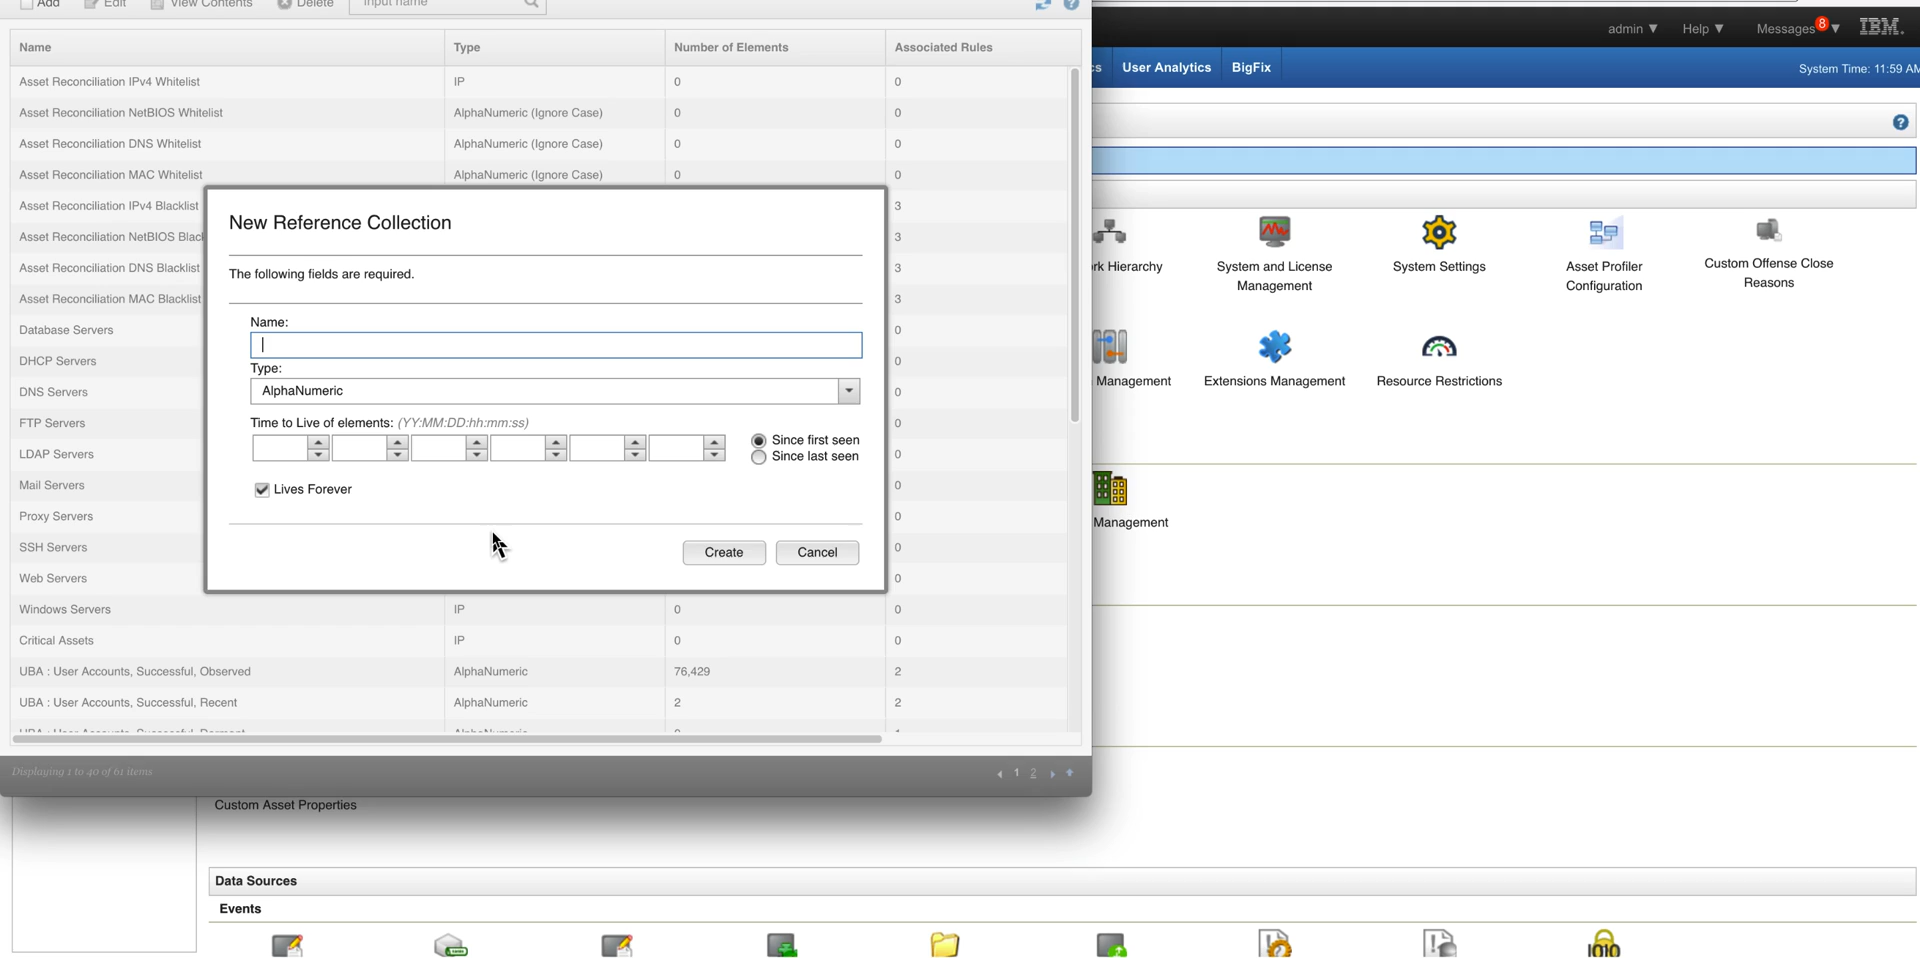 Add Edit View Contents Delete Input name
Name Type Number of Elements Associated Rules
Asset Reconciliation IPv4 Whitelist IP 0 0
Asset Reconciliation NetBIOS Whitelist AlphaNumeric (Ignore Case) 0 0
Asset Reconciliation DNS Whitelist AlphaNumeric (Ignore Case) 0 0
Asset Reconciliation MAC Whitelist AlphaNumeric (Ignore Case) 0 0
Asset Reconciliation IPv4 Blacklist 3
Asset Reconciliation NetBIOS Blac 3
Asset Reconciliation DNS Blacklist 3
Asset Reconciliation MAC Blacklist 3
Database Servers 0
DHCP Servers 0
DNS Servers 0
FTP Servers 0
LDAP Servers 0
Mail Servers 0
Proxy Servers 0
SSH Servers 0
Web Servers 0
Windows Servers IP 0 0
Critical Assets IP 0 0
UBA : User Accounts, Successful, Observed AlphaNumeric 76,429 2
UBA : User Accounts, Successful, Recent AlphaNumeric 2 2
Displaying 1 to 40 of 61 items
1 2
New Reference Collection
The following fields are required.
Name:
Type:
AlphaNumeric
Time to Live of elements: (YY:MM:DD:hh:mm:ss)
Since first seen
Since last seen
Lives Forever
Create Cancel
admin Help Messages 8 IBM.
cs User Analytics BigFix
System Time: 11:59 AM
rk Hierarchy
System and License
Management
System Settings
Asset Profiler
Configuration
Custom Offense Close
Reasons
Management
Extensions Management
Resource Restrictions
Management
Custom Asset Properties
Data Sources
Events
1010